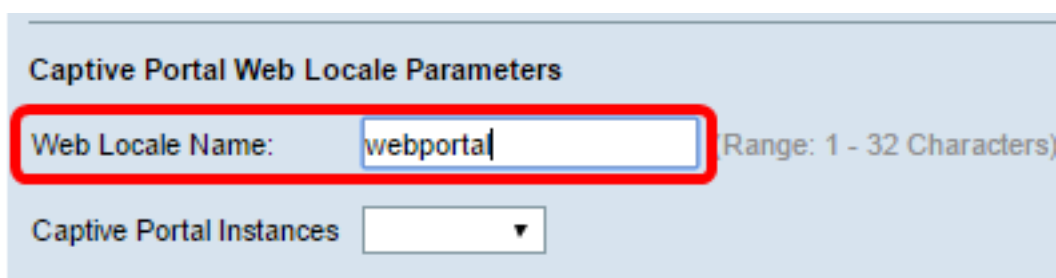 Captive Portal Web Locale Parameters
Web Locale Name: webportal (Range: 1 - 32 Characters)
Captive Portal Instances